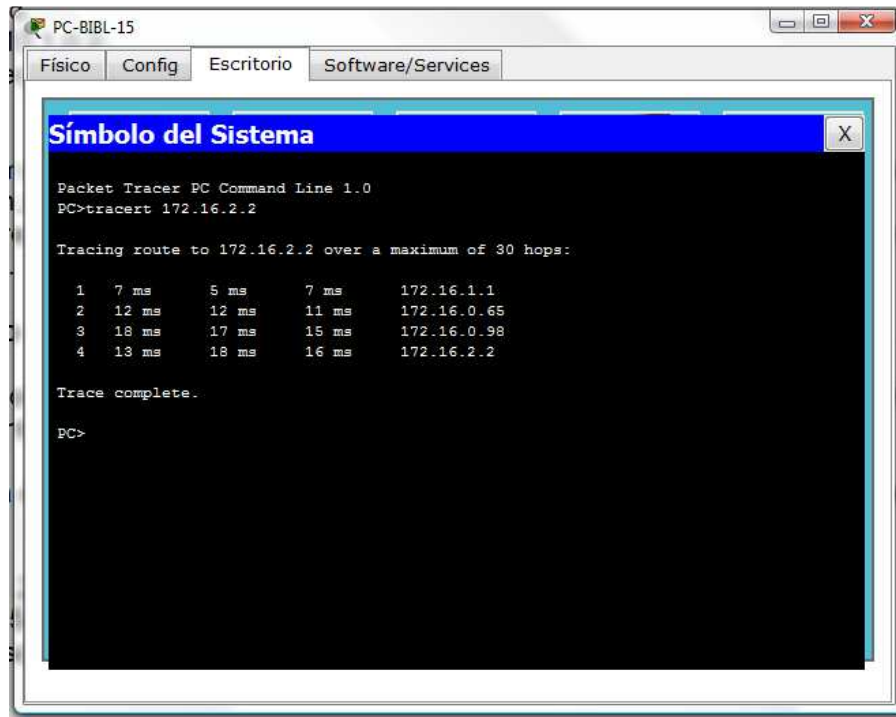 PC-BIBL-15
Físico Config Escritorio Software/Services
Símbolo del Sistema X
Packet Tracer PC Command Line 1.0
PC>tracert 172.16.2.2
Tracing route to 172.16.2.2 over a maximum of 30 hops:
1 7 ms 5 ms 7 ms 172.16.1.1
2 12 ms 12 ms 11 ms 172.16.0.65
3 18 ms 17 ms 15 ms 172.16.0.98
4 13 ms 18 ms 16 ms 172.16.2.2
Trace complete.
PC>